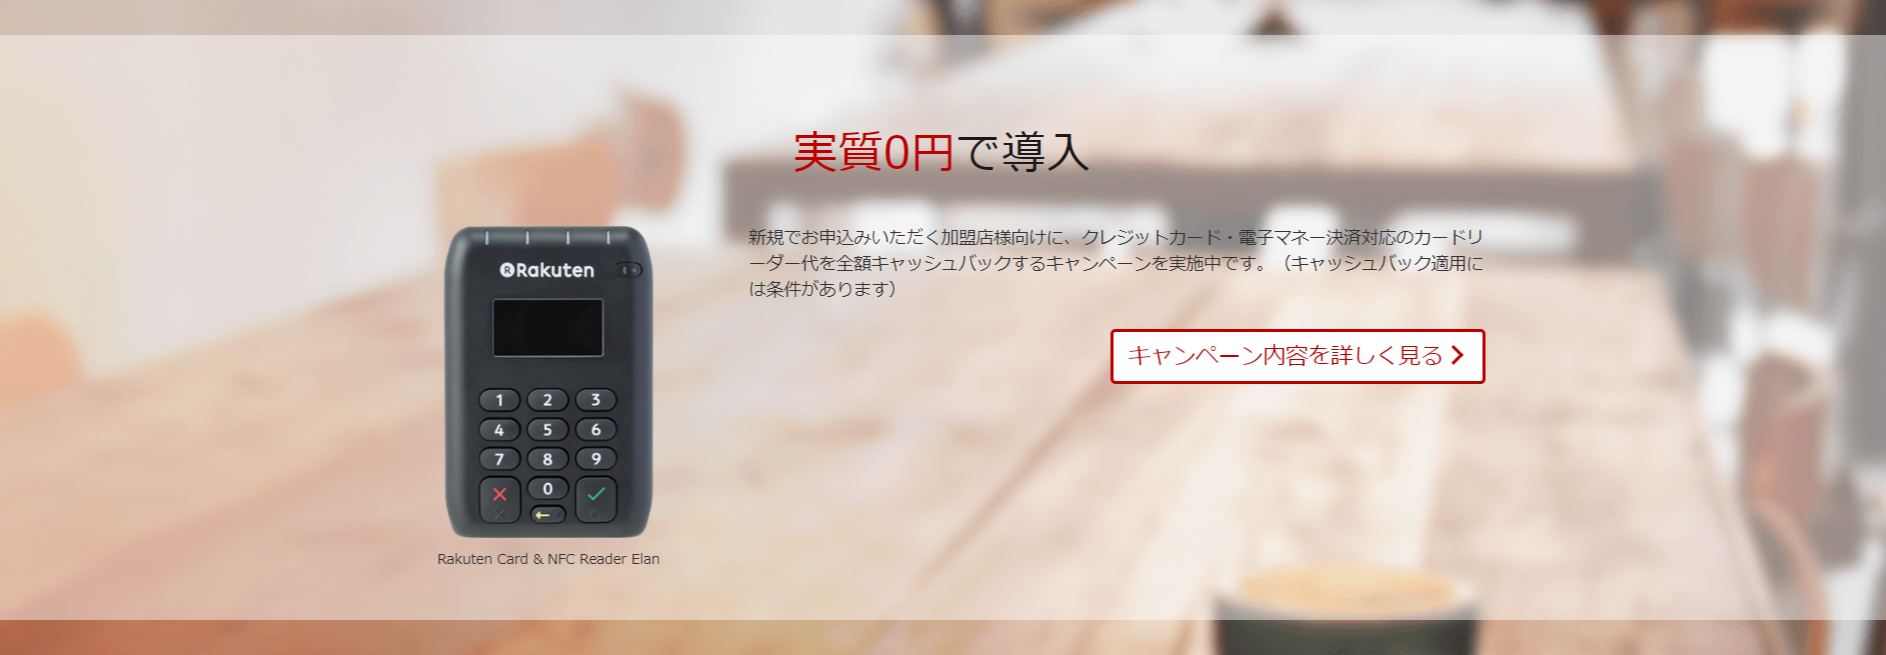 実質0円で導入
新規でお申込みいただく加盟店様向けに、クレジットカード・電子マネー決済対応のカードリ
ーダー代を全額キャッシュバックするキャンペーンを実施中です。（キャッシュバック適用に
は条件があります）
キャンペーン内容を詳しく見る
Rakuten
1 2 3
4 5 6
7 8 9
0
Rakuten Card & NFC Reader Elan